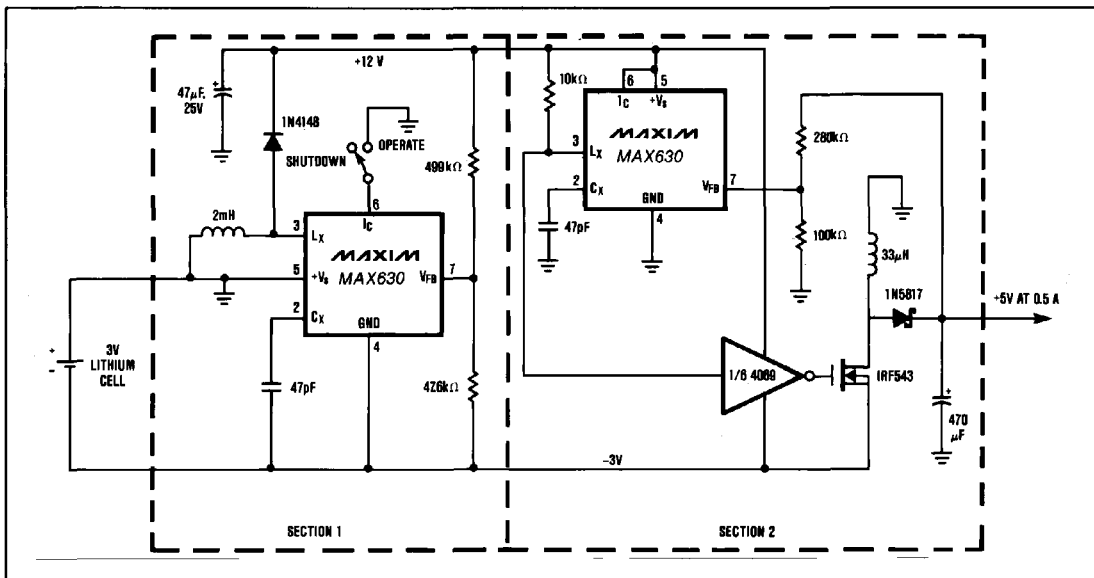 +12 V
47µF,
25V
1N4148
SHUTDOWN
OPERATE
499kΩ
6
IC
2mH
3
LX
MAXIM
MAX630
5
+VS
VFB
7
2
CX
GND
4
+
-
3V
LITHIUM
CELL
47pF
47.6kΩ
SECTION 1
10kΩ
6
5
IC
+VS
3
LX
MAXIM
MAX630
2
CX
GND
VFB
7
4
47pF
280kΩ
100kΩ
33µH
1N5817
+5V AT 0.5 A
1/6 4069
IRF543
+
470
µF
−3V
SECTION 2